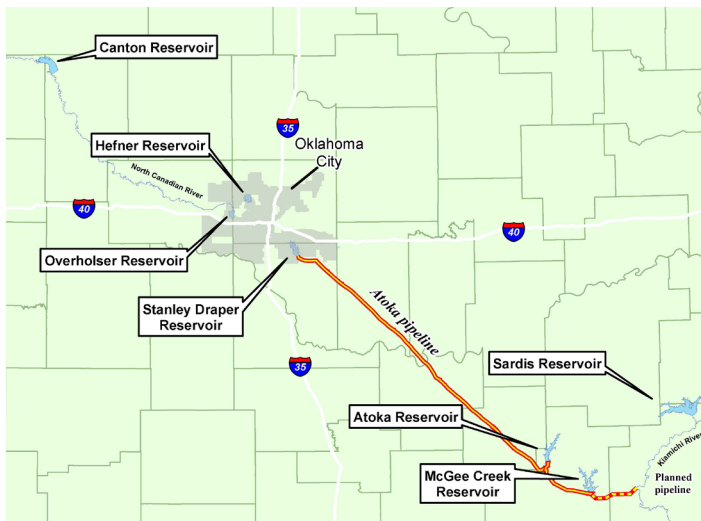 Canton Reservoir
35
Oklahoma
City
Hefner Reservoir
North Canadian River
40
40
Overholser Reservoir
Stanley Draper
Reservoir
Atoka pipeline
35
Sardis Reservoir
Atoka Reservoir
Kiamichi River
McGee Creek
Reservoir
Planned
pipeline